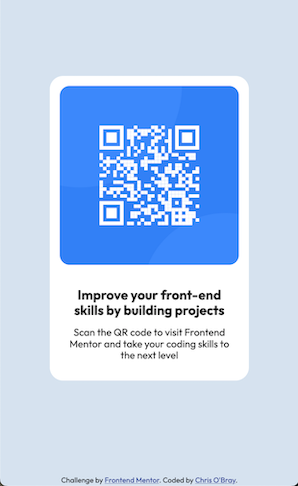 Improve your front-end
skills by building projects
Scan the QR code to visit Frontend
Mentor and take your coding skills to
the next level
Challenge by Frontend Mentor. Coded by Chris O'Bray.